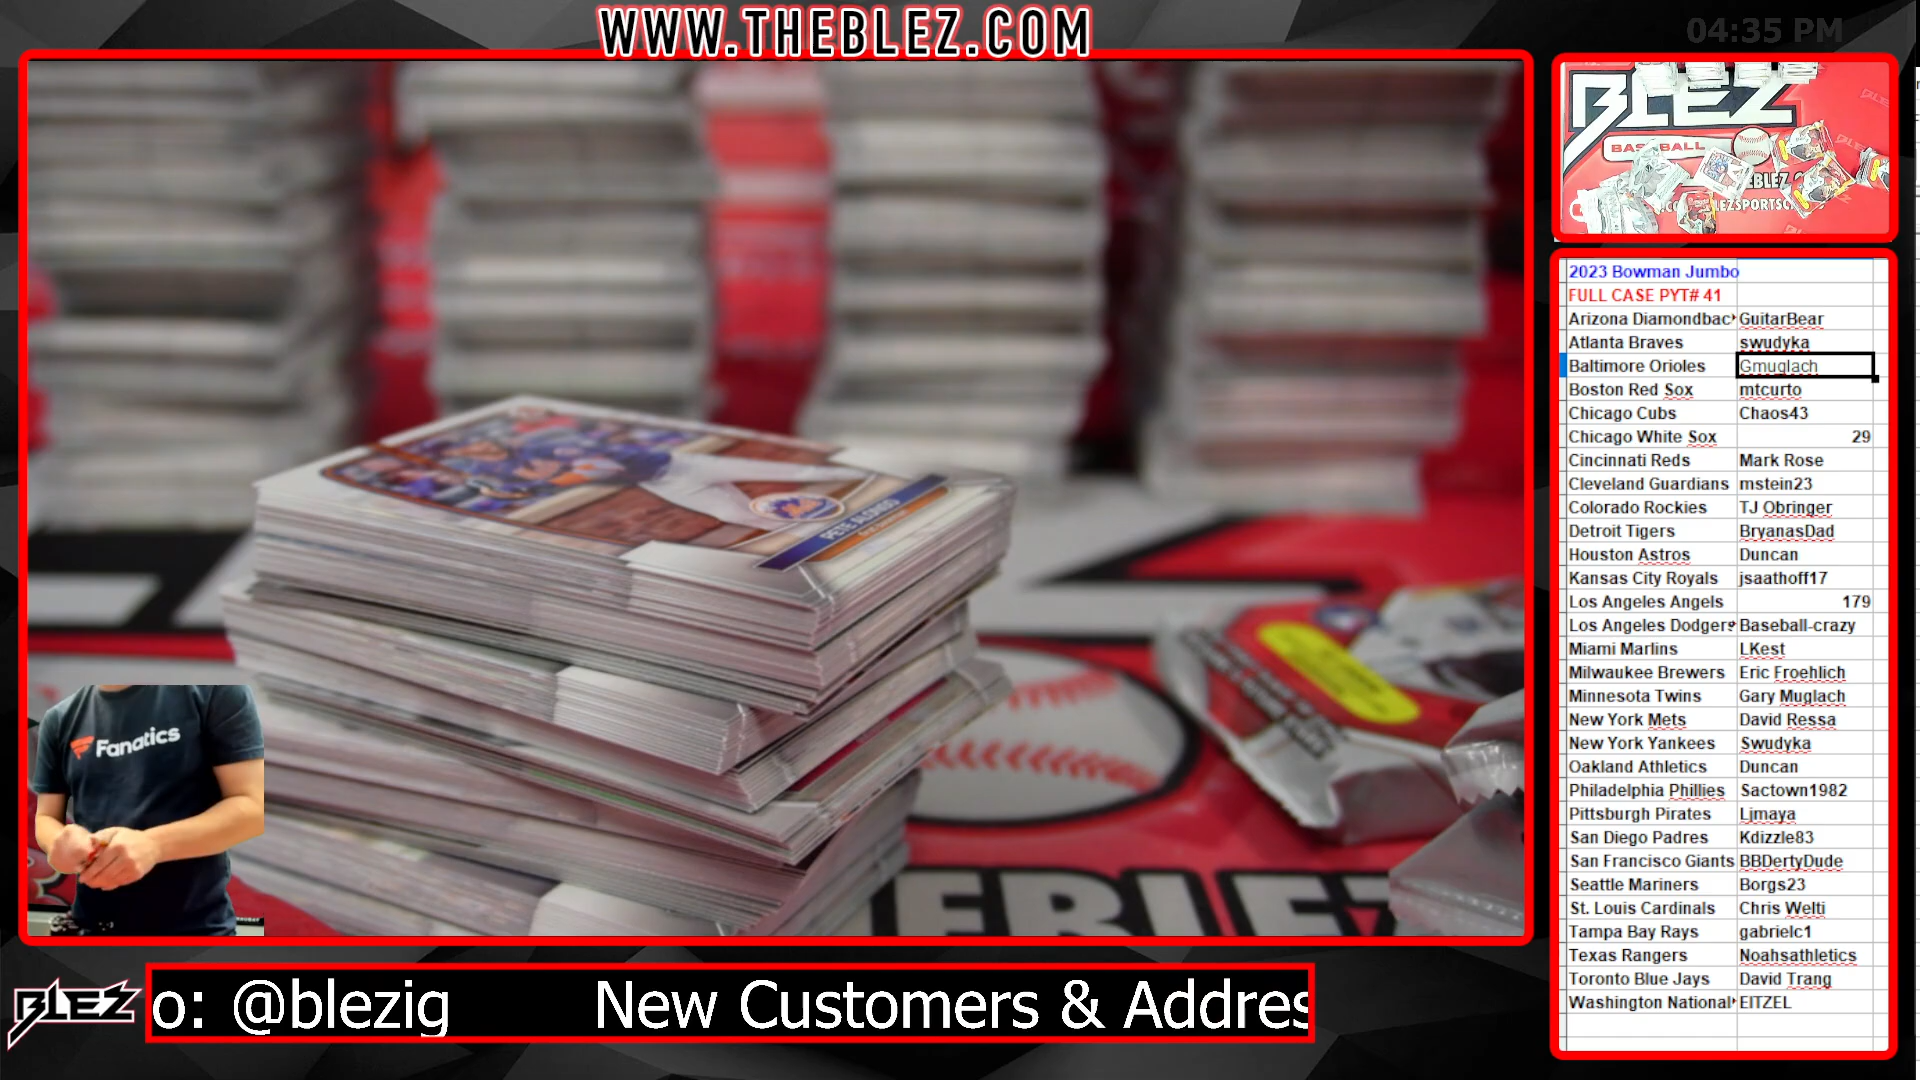 WWW.THEBLEZ.COM
04:35 PM
BLEZ
BASEBALL
PETE ALONSO
Mets
Fanatics
2023 Bowman Jumbo
FULL CASE PYT# 41
Arizona Diamondbac GuitarBear
Atlanta Braves swudyka
Baltimore Orioles Gmuglach
Boston Red Sox mtcurto
Chicago Cubs Chaos43
Chicago White Sox 29
Cincinnati Reds Mark Rose
Cleveland Guardians mstein23
Colorado Rockies TJ Obringer
Detroit Tigers BryanasDad
Houston Astros Duncan
Kansas City Royals jsaathoff17
Los Angeles Angels 179
Los Angeles Dodgers Baseball-crazy
Miami Marlins LKest
Milwaukee Brewers Eric Froehlich
Minnesota Twins Gary Muglach
New York Mets David Ressa
New York Yankees Swudyka
Oakland Athletics Duncan
Philadelphia Phillies Sactown1982
Pittsburgh Pirates Ljmaya
San Diego Padres Kdizzle83
San Francisco Giants BBDertyDude
Seattle Mariners Borgs23
St. Louis Cardinals Chris Welti
Tampa Bay Rays gabrielc1
Texas Rangers Noahsathletics
Toronto Blue Jays David Trang
Washington National EITZEL
BLEZ
o: @blezig New Customers & Addres